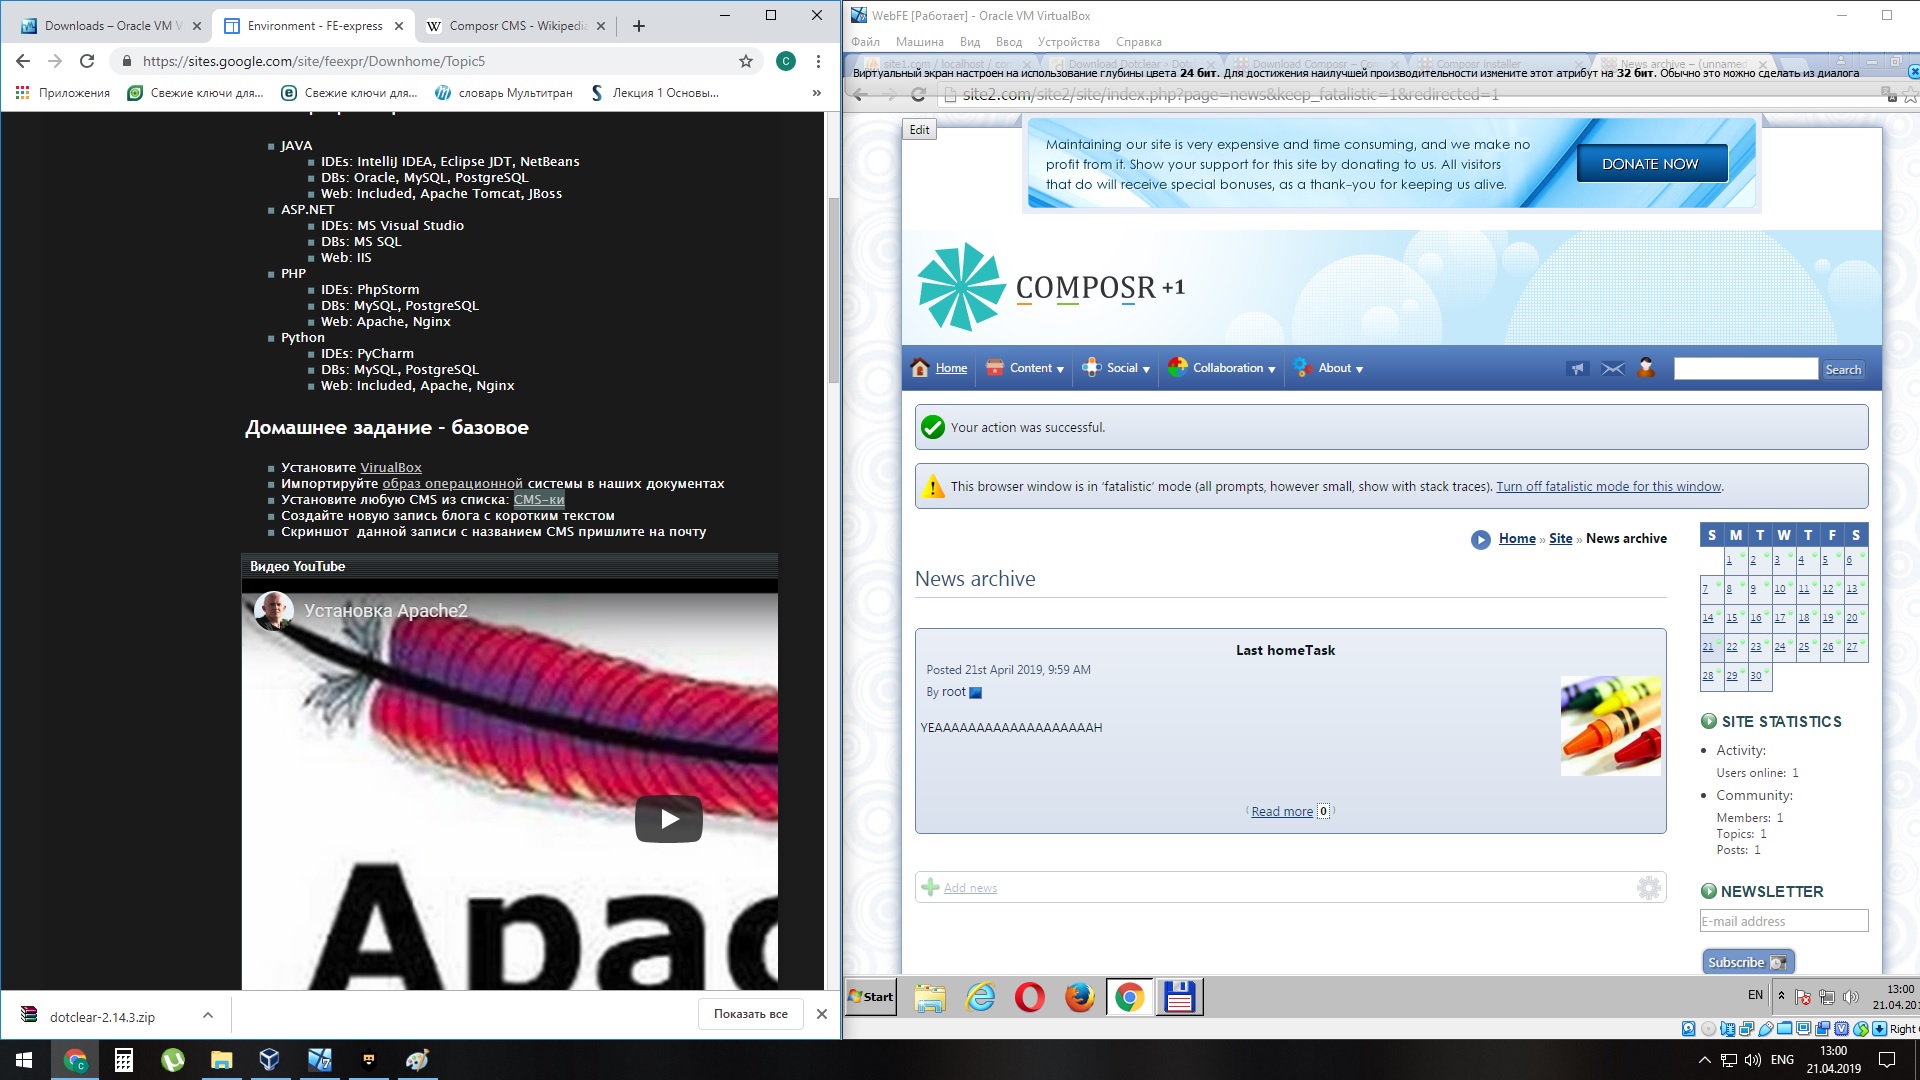 Downloads – Oracle VM V
Environment - FE-express
Composr CMS - Wikipedia
https://sites.google.com/site/feexpr/Downhome/Topic5
C
Приложения
Свежие ключи для...
Свежие ключи для...
словарь Мультитран
Лекция 1 Основы...
»
JAVA
IDEs: IntelliJ IDEA, Eclipse JDT, NetBeans
DBs: Oracle, MySQL, PostgreSQL
Web: Included, Apache Tomcat, JBoss
ASP.NET
IDEs: MS Visual Studio
DBs: MS SQL
Web: IIS
PHP
IDEs: PhpStorm
DBs: MySQL, PostgreSQL
Web: Apache, Nginx
Python
IDEs: PyCharm
DBs: MySQL, PostgreSQL
Web: Included, Apache, Nginx
Домашнее задание - базовое
Установите VirualBox
Импортируйте образ операционной системы в наших документах
Установите любую CMS из списка: CMS-ки
Создайте новую запись блога с коротким текстом
Скриншот данной записи с названием CMS пришлите на почту
Видео YouTube
Установка Apache2
Apac
dotclear-2.14.3.zip
Показать все
WebFE [Работает] - Oracle VM VirtualBox
Файл Машина Вид Ввод Устройства Справка
site1.com / localhost / com
Download Dotclear › Dot
Download Composr – Com
Composr installer
News archive – (unnamed
Виртуальный экран настроен на использование глубины цвета 24 бит. Для достижения наилучшей производительности измените этот атрибут на 32 бит. Обычно это можно сделать из диалога
site2.com/site2/site/index.php?page=news&keep_fatalistic=1&redirected=1
Edit
Maintaining our site is very expensive and time consuming, and we make no
profit from it. Show your support for this site by donating to us. All visitors
that do will receive special bonuses, as a thank-you for keeping us alive.
DONATE NOW
COMPOSR +1
Home
Content
Social
Collaboration
About
Search
Your action was successful.
This browser window is in ‘fatalistic’ mode (all prompts, however small, show with stack traces). Turn off fatalistic mode for this window.
Home » Site » News archive
News archive
Last homeTask
Posted 21st April 2019, 9:59 AM
By root
YEAAAAAAAAAAAAAAAAAAAH
( Read more 0 )
Add news
S M T W T F S
1 2 3 4 5 6
7 8 9 10 11 12 13
14 15 16 17 18 19 20
21 22 23 24 25 26 27
28 29 30
SITE STATISTICS
Activity:
Users online: 1
Community:
Members: 1
Topics: 1
Posts: 1
NEWSLETTER
E-mail address
Subscribe
Start
EN
13:00
21.04.201
Right
ENG
13:00
21.04.2019